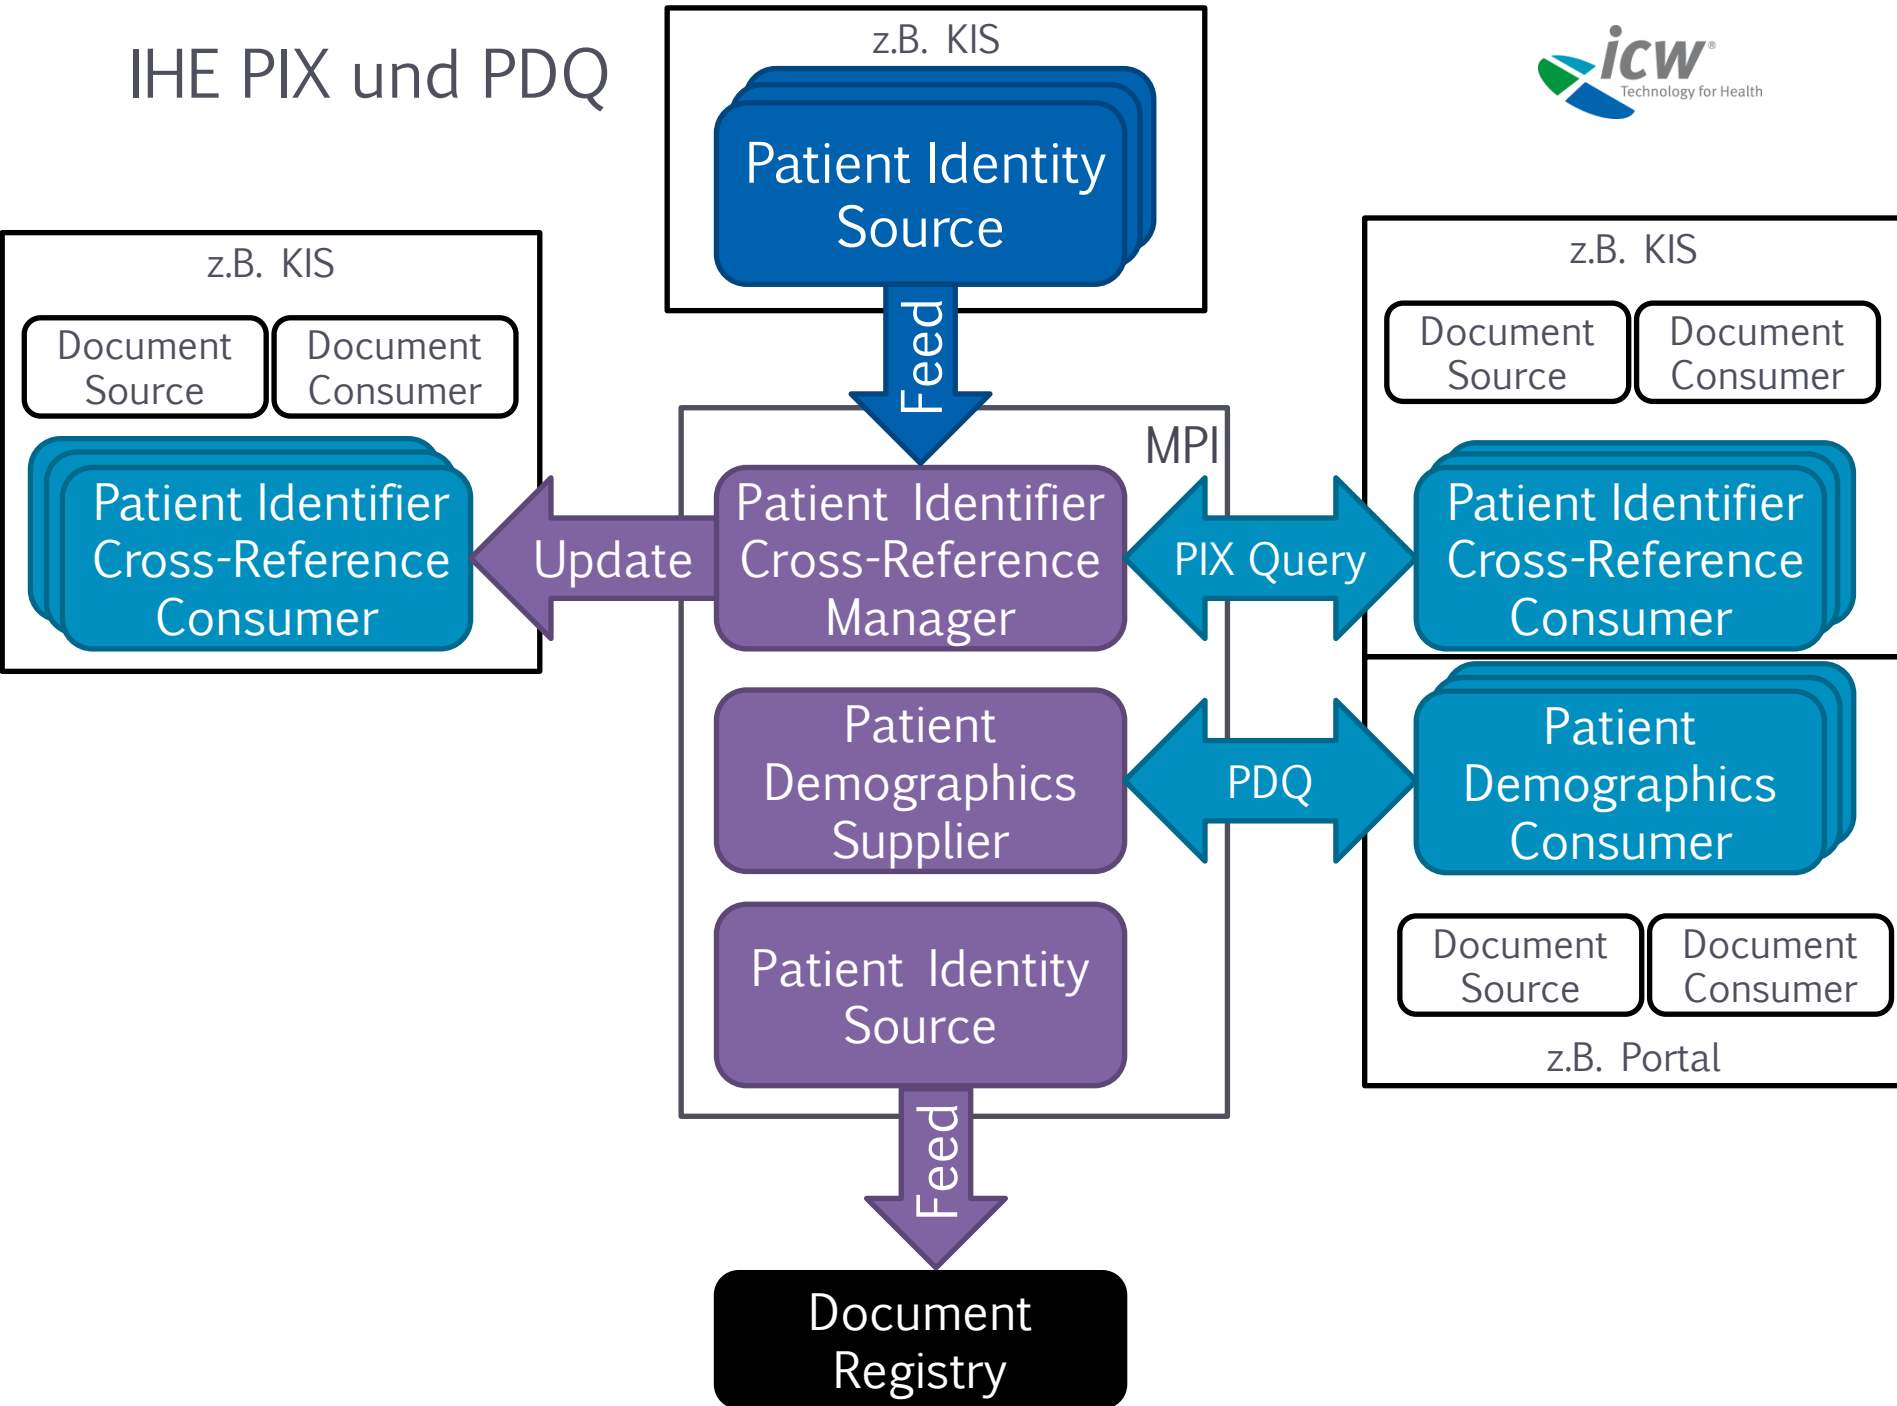 IHE PIX und PDQ
z.B. KIS
Patient Identity
Source
icw®
Technology for Health
Feed
z.B. KIS
Document
Source
Document
Consumer
Patient Identifier
Cross-Reference
Consumer
Update
MPI
Patient Identifier
Cross-Reference
Manager
PIX Query
z.B. KIS
Document
Source
Document
Consumer
Patient Identifier
Cross-Reference
Consumer
Patient
Demographics
Supplier
PDQ
Patient
Demographics
Consumer
Document
Source
Document
Consumer
z.B. Portal
Patient Identity
Source
Feed
Document
Registry